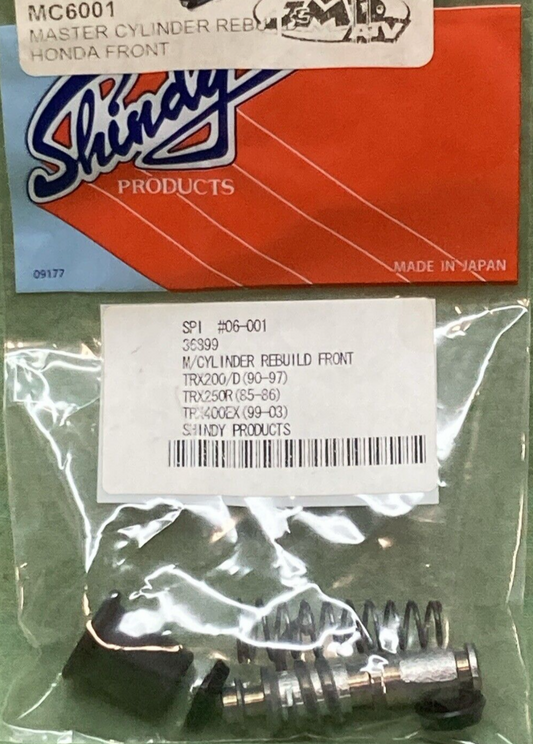 MC6001
MASTER CYLINDER
HONDA FRONT
Shindy
PRODUCTS
09177
MADE IN JAPAN
SPI #06-001
36899
M/CYLINDER REBUILD FRONT
TRX200/D(90-97)
TRX250R(85-86)
TRX400EX(99-03)
SHINDY PRODUCTS